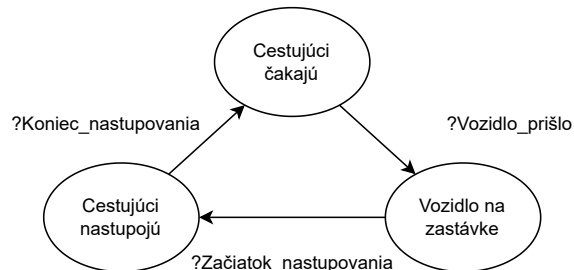 Cestujúci
čakajú
?Koniec_nastupovania
?Vozidlo_prišlo
Cestujúci
nastupojú
Vozidlo na
zastávke
?Začiatok_nastupovania